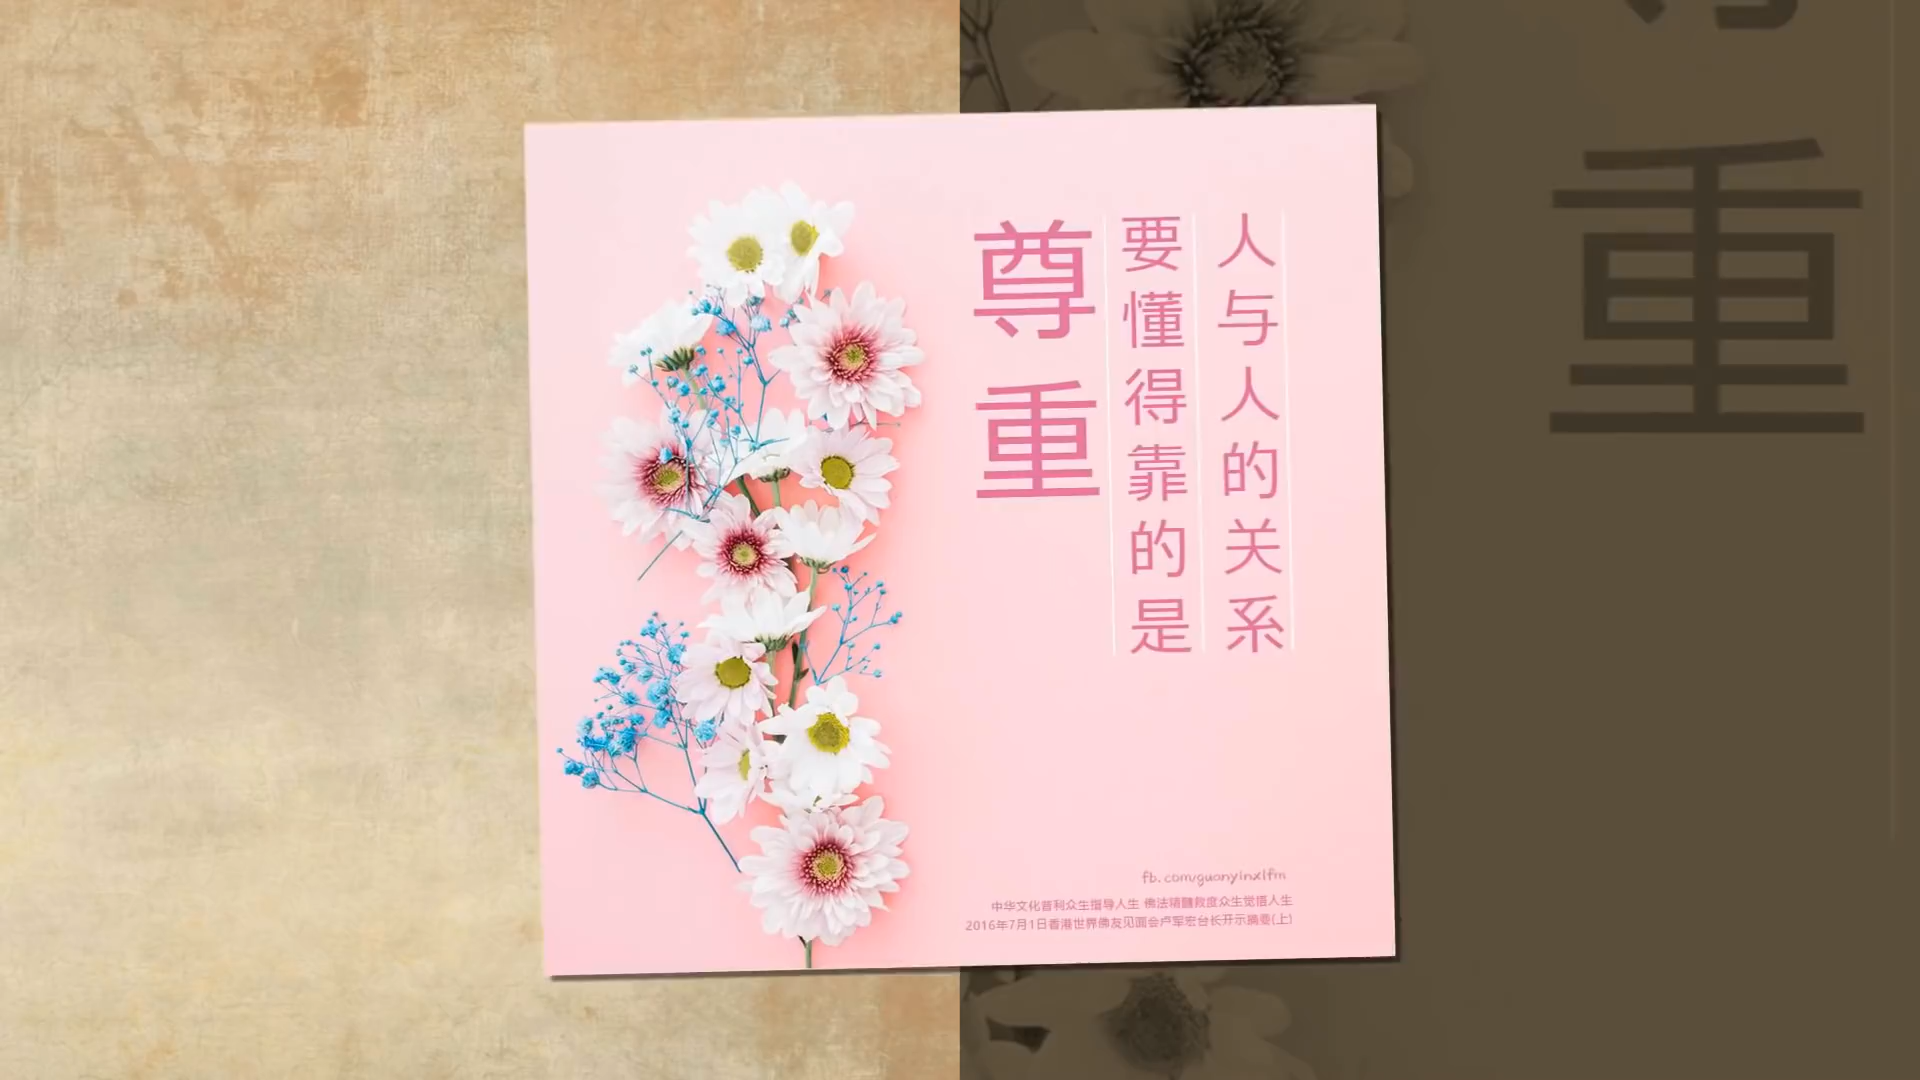 人与人的关系
要懂得靠的是
尊重
fb.com/guanyinxlfm
中华文化普利众生指导人生 佛法精髓救度众生觉悟人生
2016年7月1日香港世界佛友见面会卢军宏台长开示摘要(上)
重